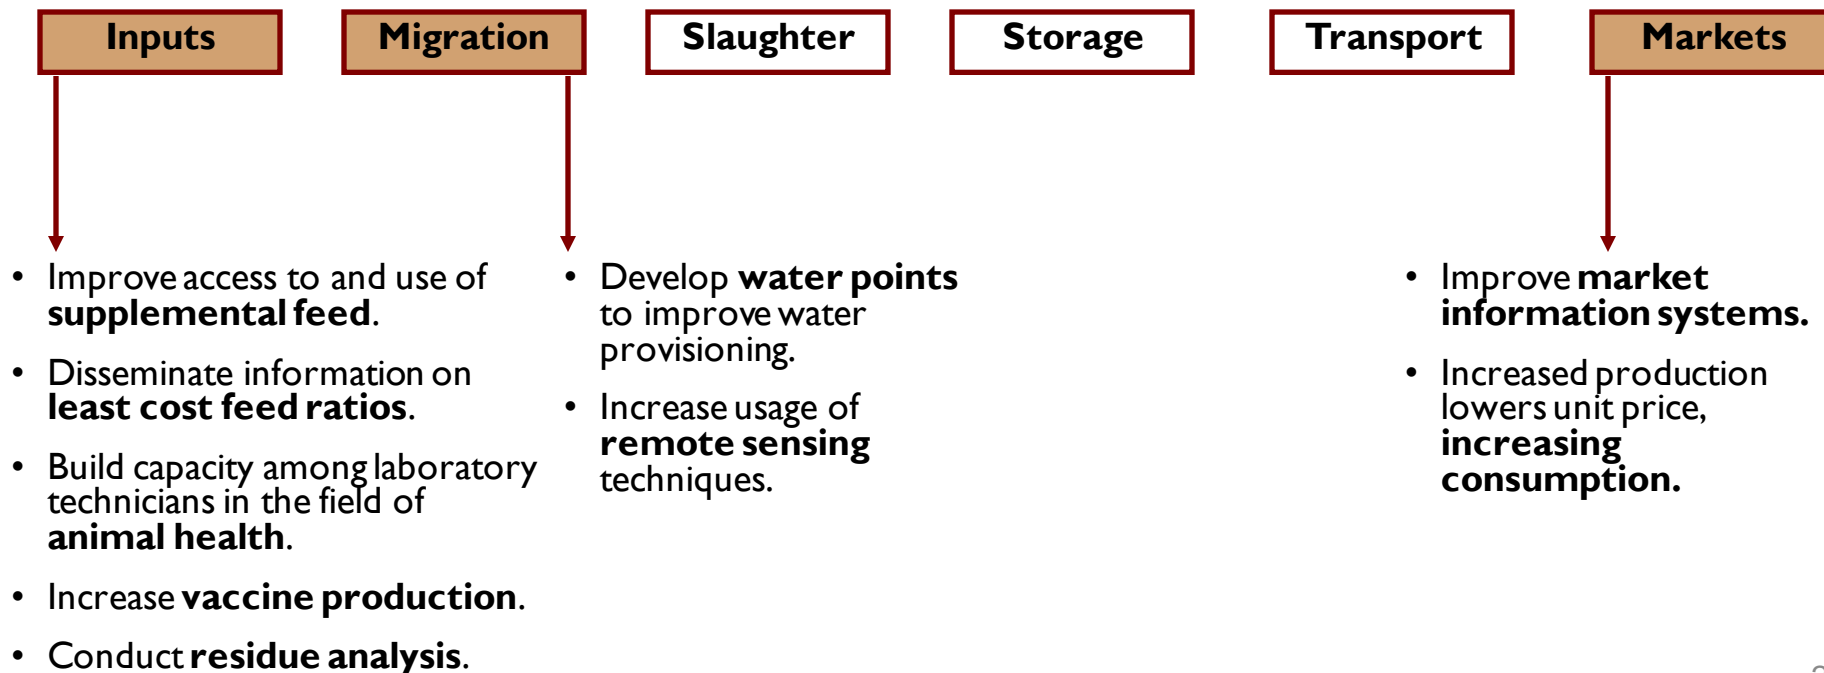 Inputs
Migration
Slaughter
Storage
Transport
Markets
• Improve access to and use of
supplemental feed.
• Disseminate information on
least cost feed ratios.
• Build capacity among laboratory
technicians in the field of
animal health.
• Increase vaccine production.
• Conduct residue analysis.
• Develop water points
to improve water
provisioning.
• Increase usage of
remote sensing
techniques.
• Improve market
information systems.
• Increased production
lowers unit price,
increasing
consumption.